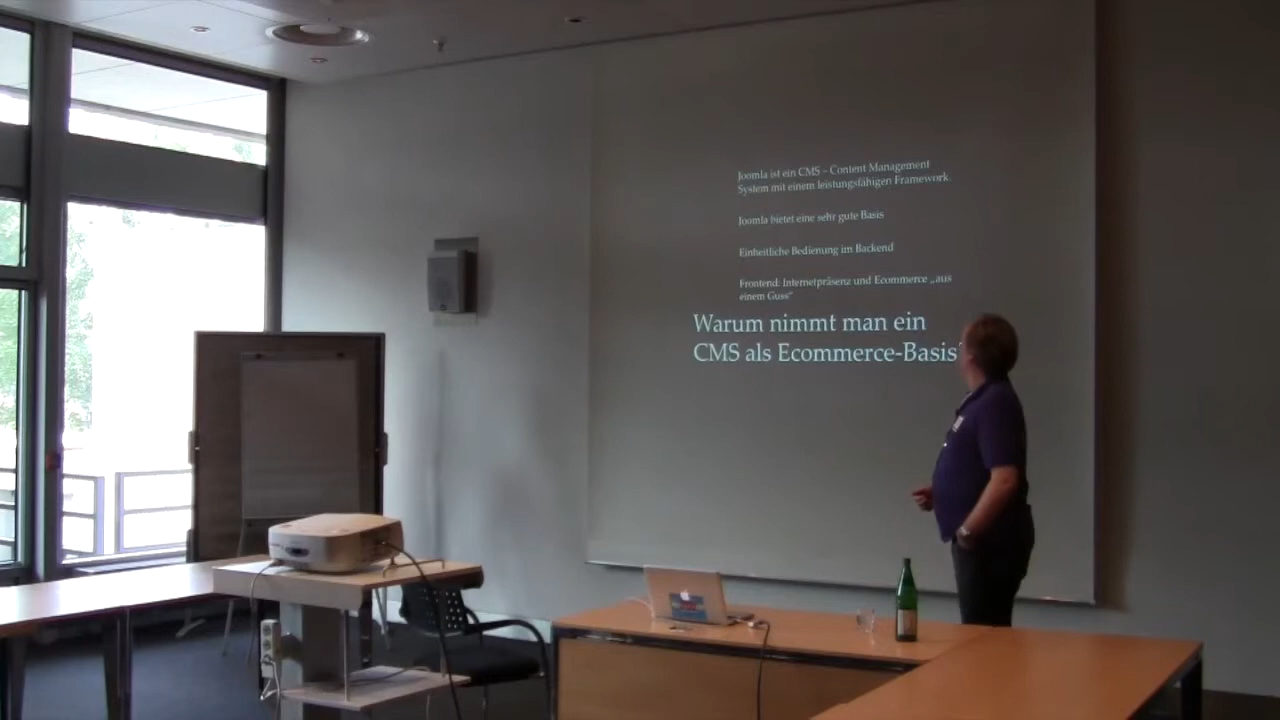 Joomla ist ein CMS – Content Management
System mit einem leistungsfähigen Framework.
Joomla bietet eine sehr gute Basis
Einheitliche Bedienung im Backend
Frontend: Internetpräsenz und Ecommerce „aus
einem Guss“
Warum nimmt man ein
CMS als Ecommerce-Basis